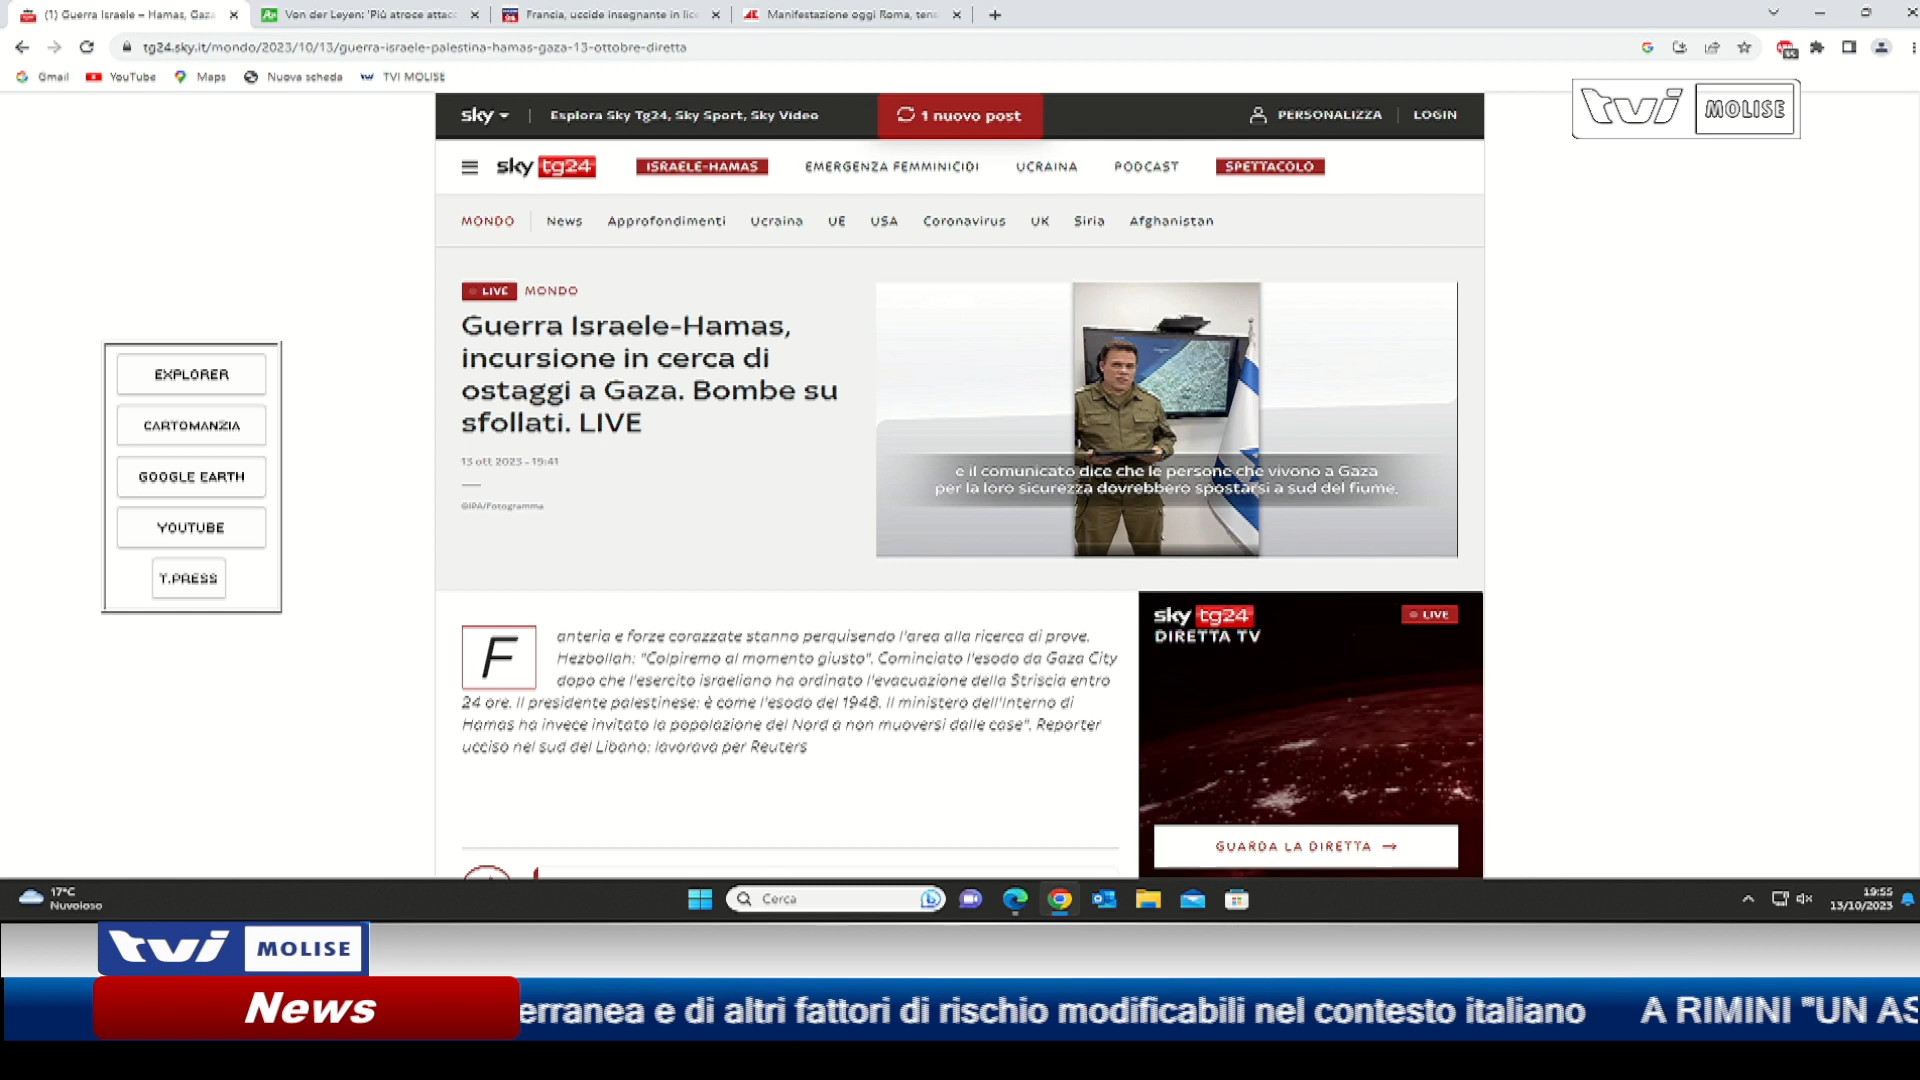 (1) Guerra Israele – Hamas, Gaza
Von der Leyen: 'Più atroce attacc
Francia, uccide insegnante in lice
Manifestazione oggi Roma, tens
tg24.sky.it/mondo/2023/10/13/guerra-israele-palestina-hamas-gaza-13-ottobre-diretta
Gmail YouTube Maps Nuova scheda TVI MOLISE
tvi MOLISE
sky Esplora Sky Tg24, Sky Sport, Sky Video 1 nuovo post PERSONALIZZA LOGIN
sky tg24 ISRAELE-HAMAS EMERGENZA FEMMINICIDI UCRAINA PODCAST SPETTACOLO
MONDO News Approfondimenti Ucraina UE USA Coronavirus UK Siria Afghanistan
LIVE MONDO
Guerra Israele-Hamas,
incursione in cerca di
ostaggi a Gaza. Bombe su
sfollati. LIVE
13 ott 2023 - 19:41
©IPA/Fotogramma
e il comunicato dice che le persone che vivono a Gaza
per la loro sicurezza dovrebbero spostarsi a sud del fiume.
EXPLORER
CARTOMANZIA
GOOGLE EARTH
YOUTUBE
T.PRESS
Fanteria e forze corazzate stanno perquisendo l'area alla ricerca di prove.
Hezbollah: "Colpiremo al momento giusto". Cominciato l'esodo da Gaza City
dopo che l'esercito israeliano ha ordinato l'evacuazione della Striscia entro
24 ore. Il presidente palestinese: è come l'esodo del 1948. Il ministero dell'Interno di
Hamas ha invece invitato la popolazione del Nord a non muoversi dalle case". Reporter
ucciso nel sud del Libano: lavorava per Reuters
sky tg24 LIVE
DIRETTA TV
GUARDA LA DIRETTA →
17°C
Nuvoloso
Cerca
19:55
13/10/2023
tvi MOLISE
News
erranea e di altri fattori di rischio modificabili nel contesto italiano A RIMINI "UN AS